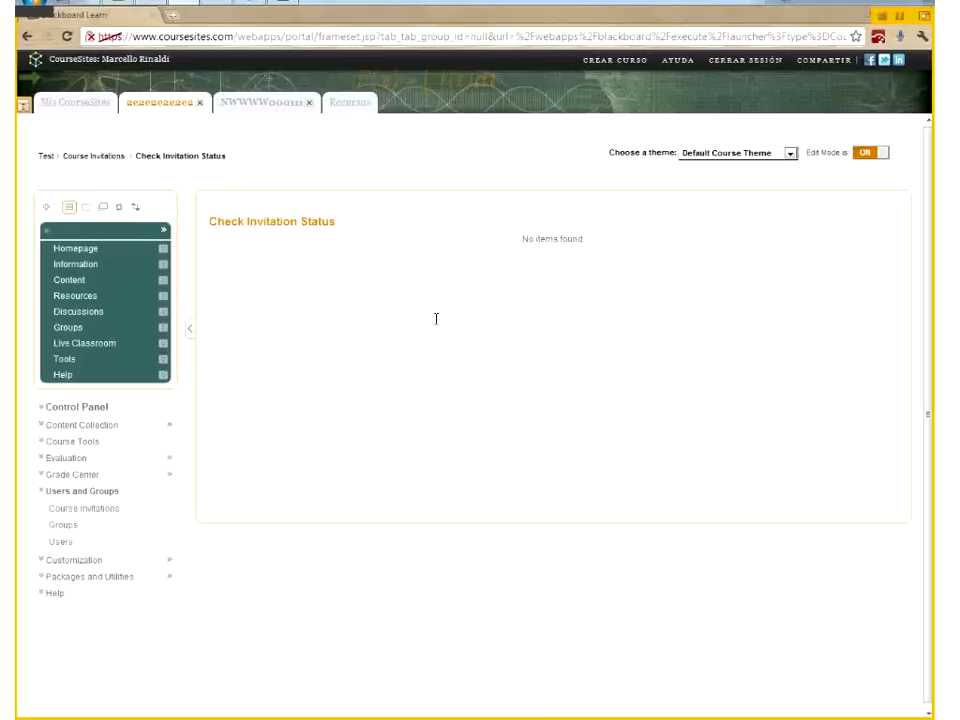 ckboard Learn
https://www.coursesites.com/webapps/portal/frameset.jsp?tab_tab_group_id=null&url=%2Fwebapps%2Fblackboard%2Fexecute%2Flauncher%3Ftype%3DCou
CourseSites: Marcello Rinaldi
CREAR CURSO AYUDA CERRAR SESIÓN COMPARTIR |
Mis CourseSites 2e2e2e2e2e2 Recursos
Test Course Invitations Check Invitation Status
Choose a theme: Default Course Theme Edit Mode is: ON
Check Invitation Status
No items found
Homepage
Information
Content
Resources
Discussions
Groups
Live Classroom
Tools
Help
Control Panel
Content Collection
Course Tools
Evaluation
Grade Center
Users and Groups
Course Invitations
Groups
Users
Customization
Packages and Utilities
Help